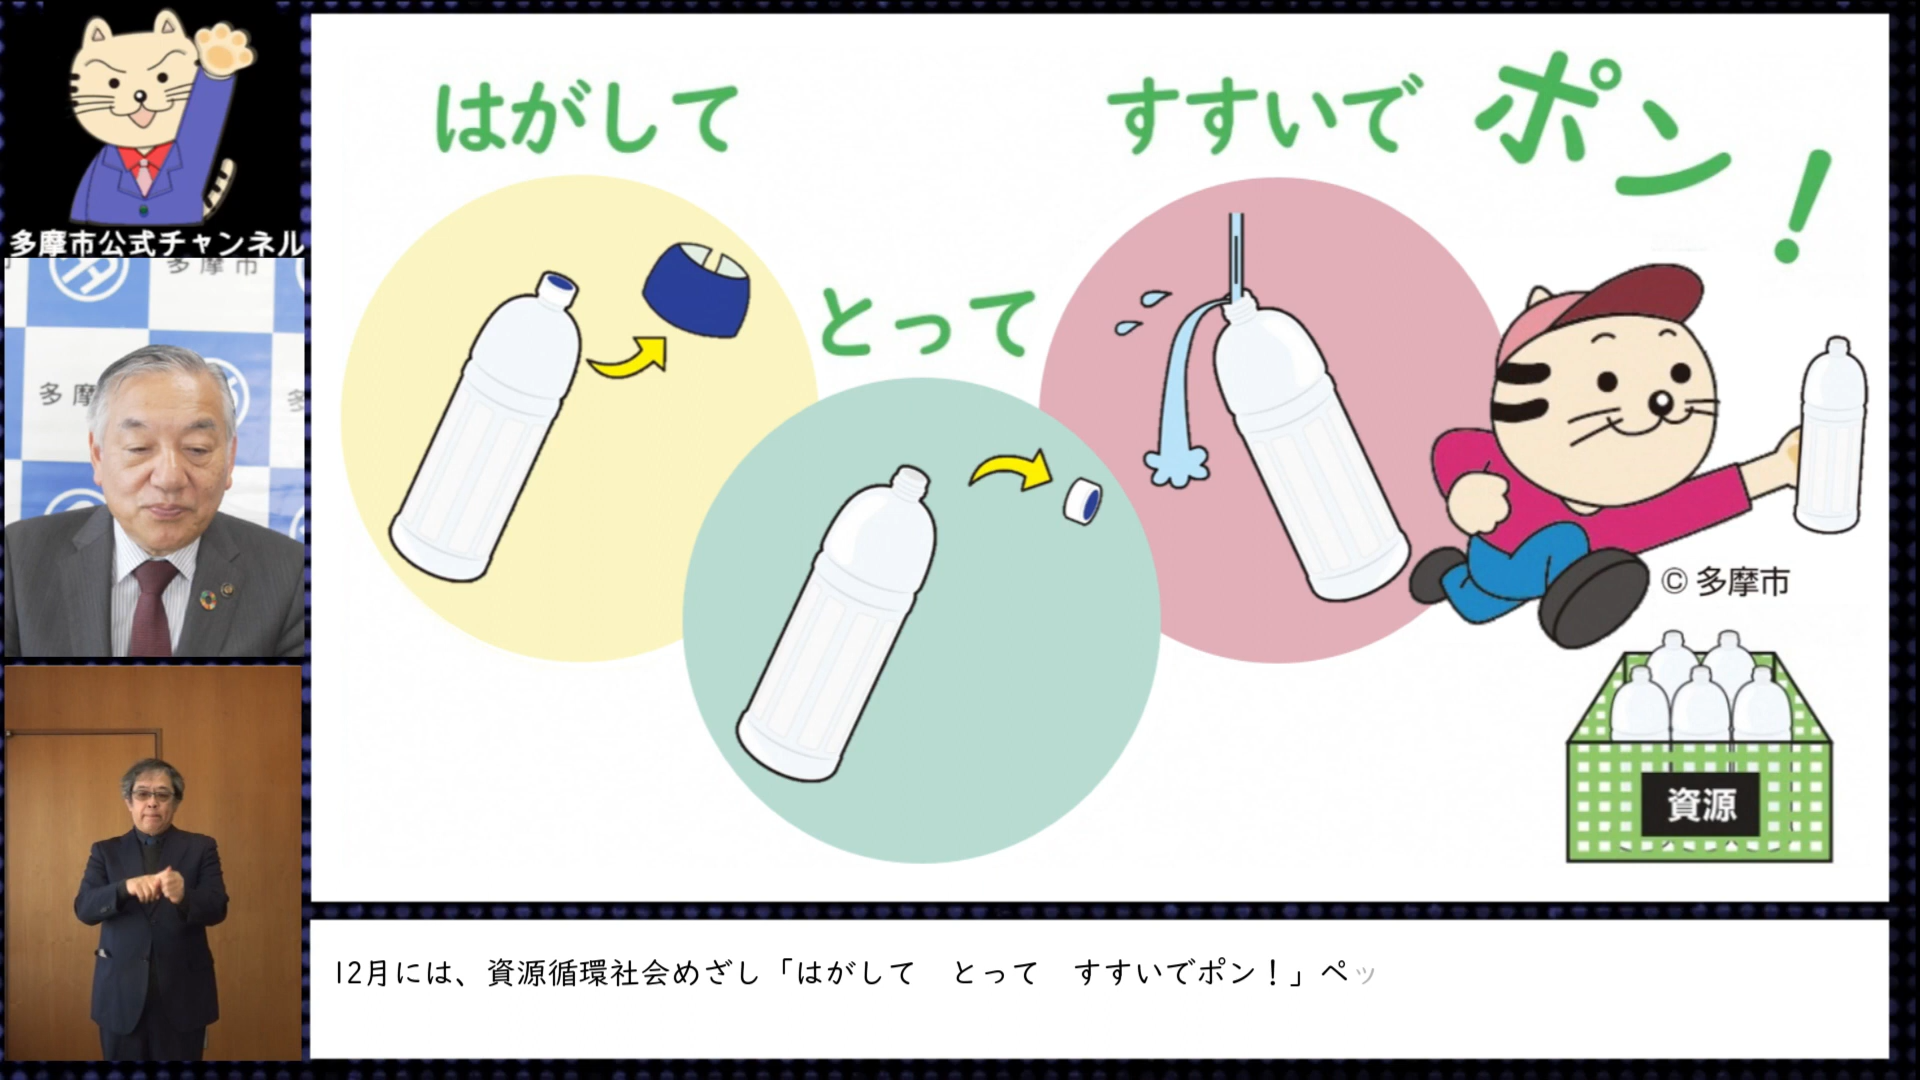 はがして
とって
すすいで ポン！
多摩市公式チャンネル
多摩市
多摩
© 多摩市
資源
12月には、資源循環社会めざし「はがして　とって　すすいでポン！」ペッ